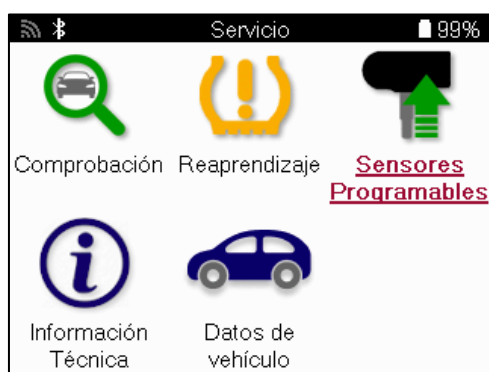 Servicio 99%
Comprobación Reaprendizaje Sensores
Programables
Información Datos de
Técnica vehículo